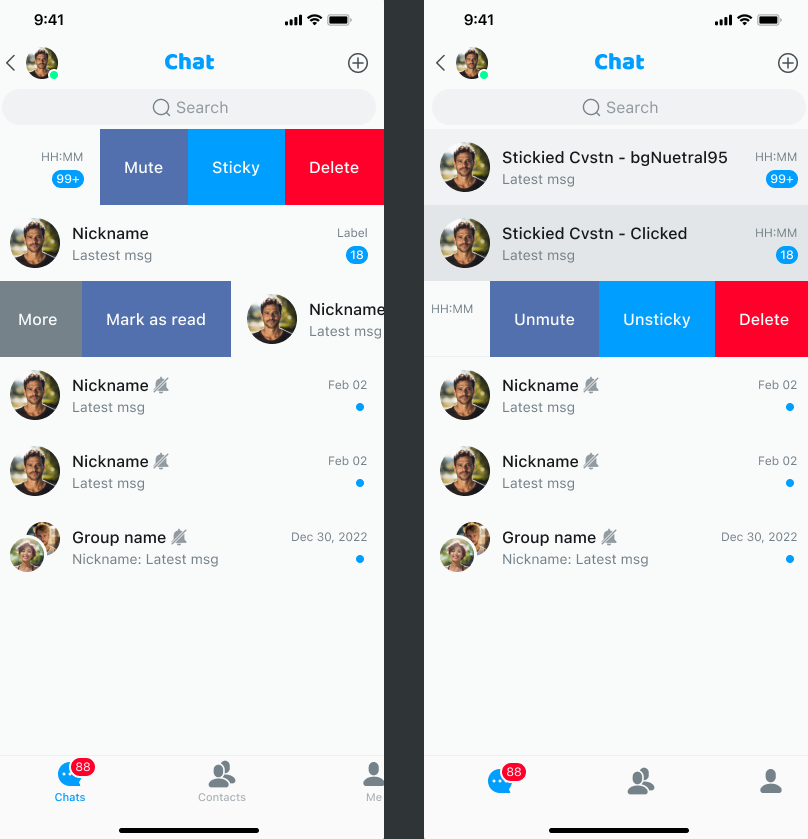 9:41
Chat
Search
HH:MM
99+
Mute
Sticky
Delete
Nickname
Label
Lastest msg
18
More
Mark as read
Nickname
Latest msg
Nickname
Feb 02
Latest msg
Nickname
Feb 02
Latest msg
Group name
Dec 30, 2022
Nickname: Latest msg
88
Chats
Contacts
Me
9:41
Chat
Search
Stickied Cvstn - bgNuetral95
HH:MM
Latest msg
99+
Stickied Cvstn - Clicked
HH:MM
Latest msg
18
HH:MM
Unmute
Unsticky
Delete
Nickname
Feb 02
Latest msg
Nickname
Feb 02
Latest msg
Group name
Dec 30, 2022
Nickname: Latest msg
88